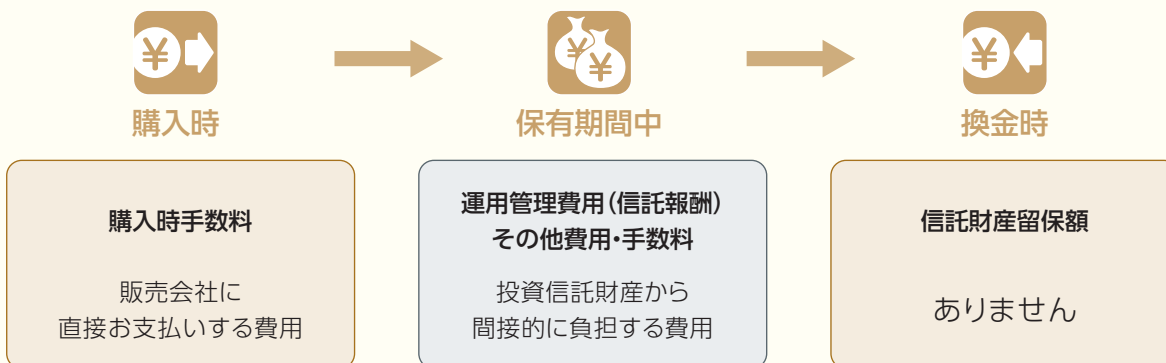 購入時
保有期間中
換金時
購入時手数料
販売会社に
直接お支払いする費用
運用管理費用(信託報酬)
その他費用・手数料
投資信託財産から
間接的に負担する費用
信託財産留保額
ありません